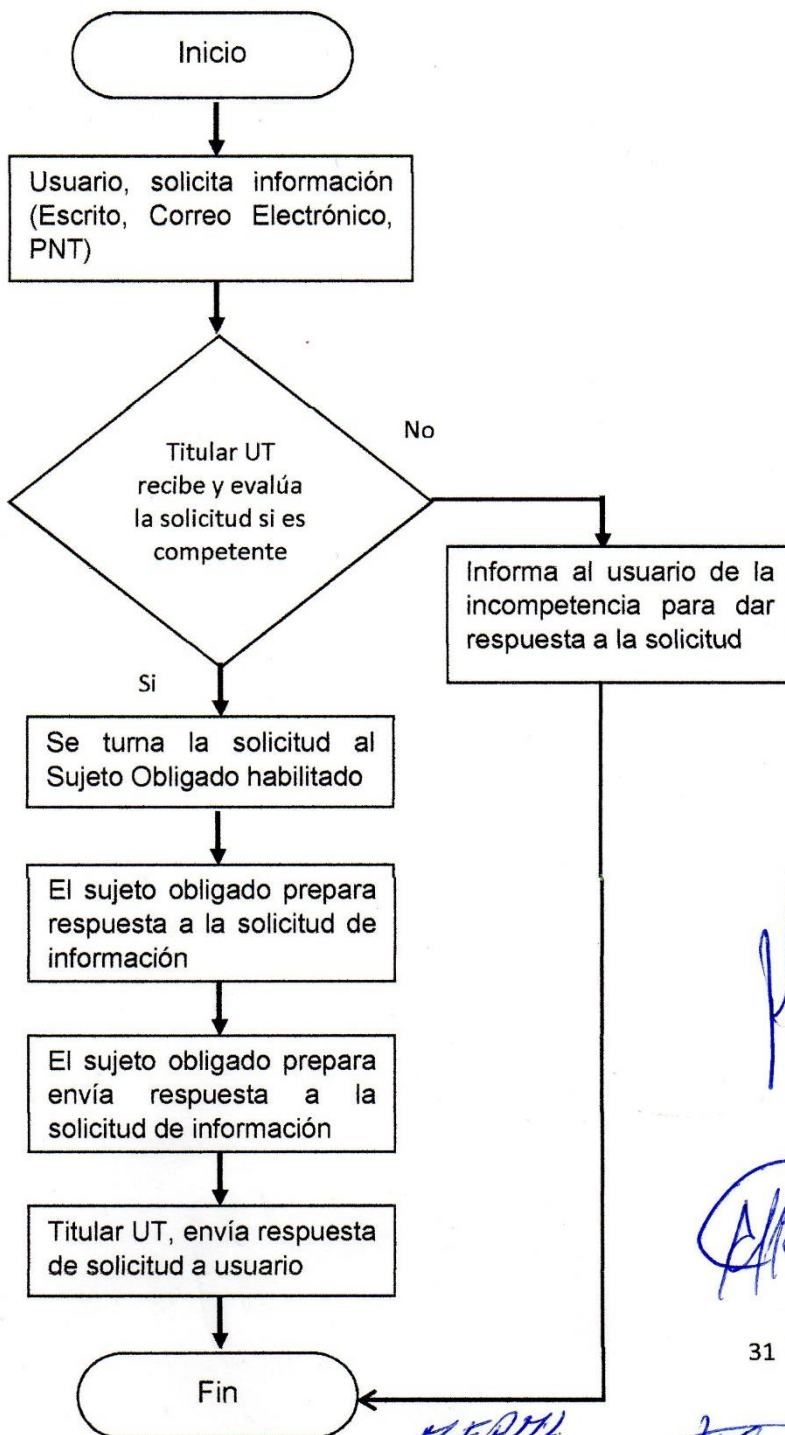 Inicio
Usuario, solicita información
(Escrito, Correo Electrónico,
PNT)
Titular UT
recibe y evalúa
la solicitud si es
competente
No
Informa al usuario de la
incompetencia para dar
respuesta a la solicitud
Si
Se turna la solicitud al
Sujeto Obligado habilitado
El sujeto obligado prepara
respuesta a la solicitud de
información
El sujeto obligado prepara
envía respuesta a la
solicitud de información
Titular UT, envía respuesta
de solicitud a usuario
Fin
31